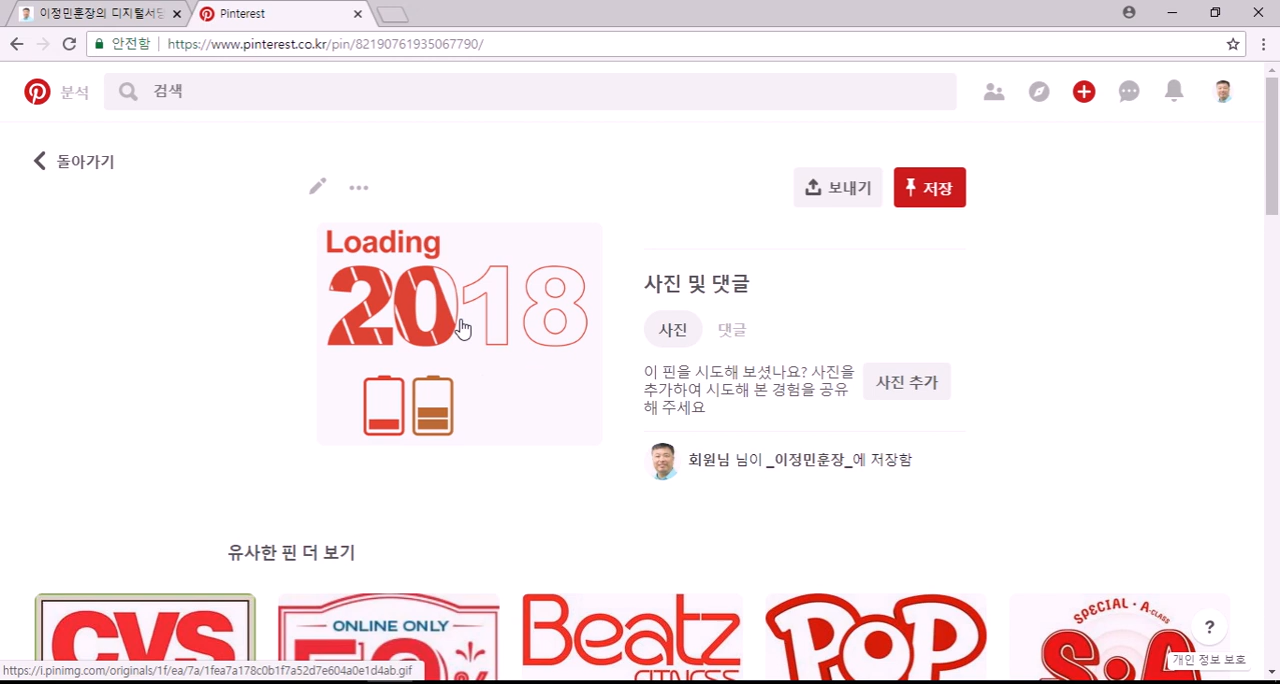 이정민훈장의 디지털서당
Pinterest
안전함
https://www.pinterest.co.kr/pin/82190761935067790/
분석
검색
돌아가기
보내기
저장
Loading
2018
사진 및 댓글
사진
댓글
이 핀을 시도해 보셨나요? 사진을
추가하여 시도해 본 경험을 공유
해 주세요
사진 추가
회원님 님이 _이정민훈장_에 저장함
유사한 핀 더 보기
CVS
ONLINE ONLY
50%
Beatz
FITNESS
POP
SPECIAL · A-CLASS
S·A
?
개인 정보 보호
https://i.pinimg.com/originals/1f/ea/7a/1fea7a178c0b1f7a52d7e604a0e1d4ab.gif